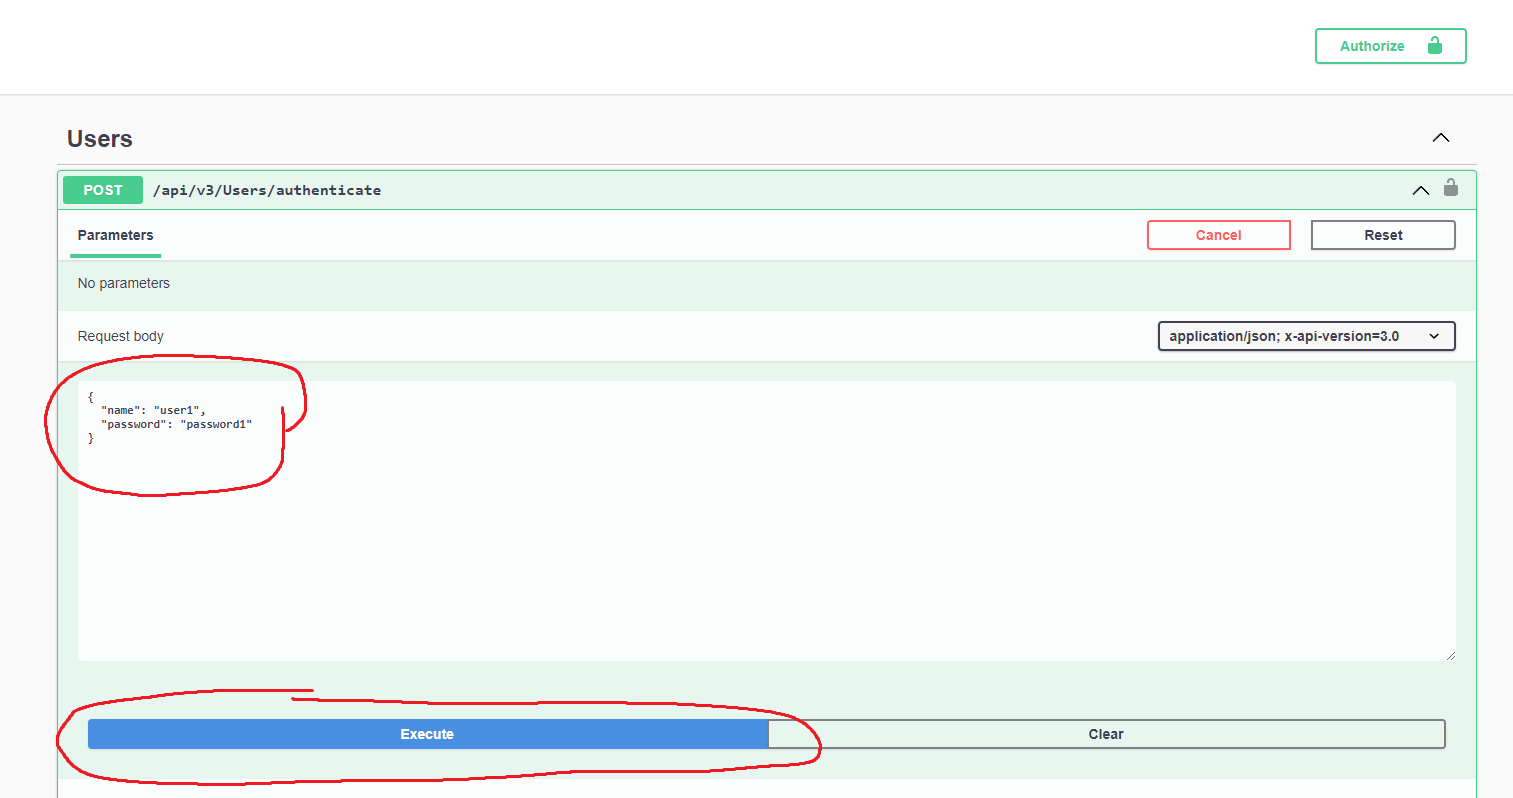 Authorize
Users
POST /api/v3/Users/authenticate
Parameters Cancel Reset
No parameters
Request body application/json; x-api-version=3.0
{
  "name": "user1",
  "password": "password1"
}
Execute Clear